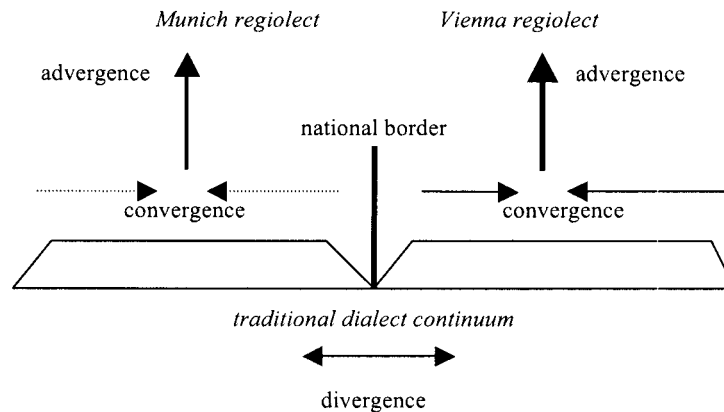 Munich regiolect Vienna regiolect
advergence advergence
national border
convergence convergence
traditional dialect continuum
divergence